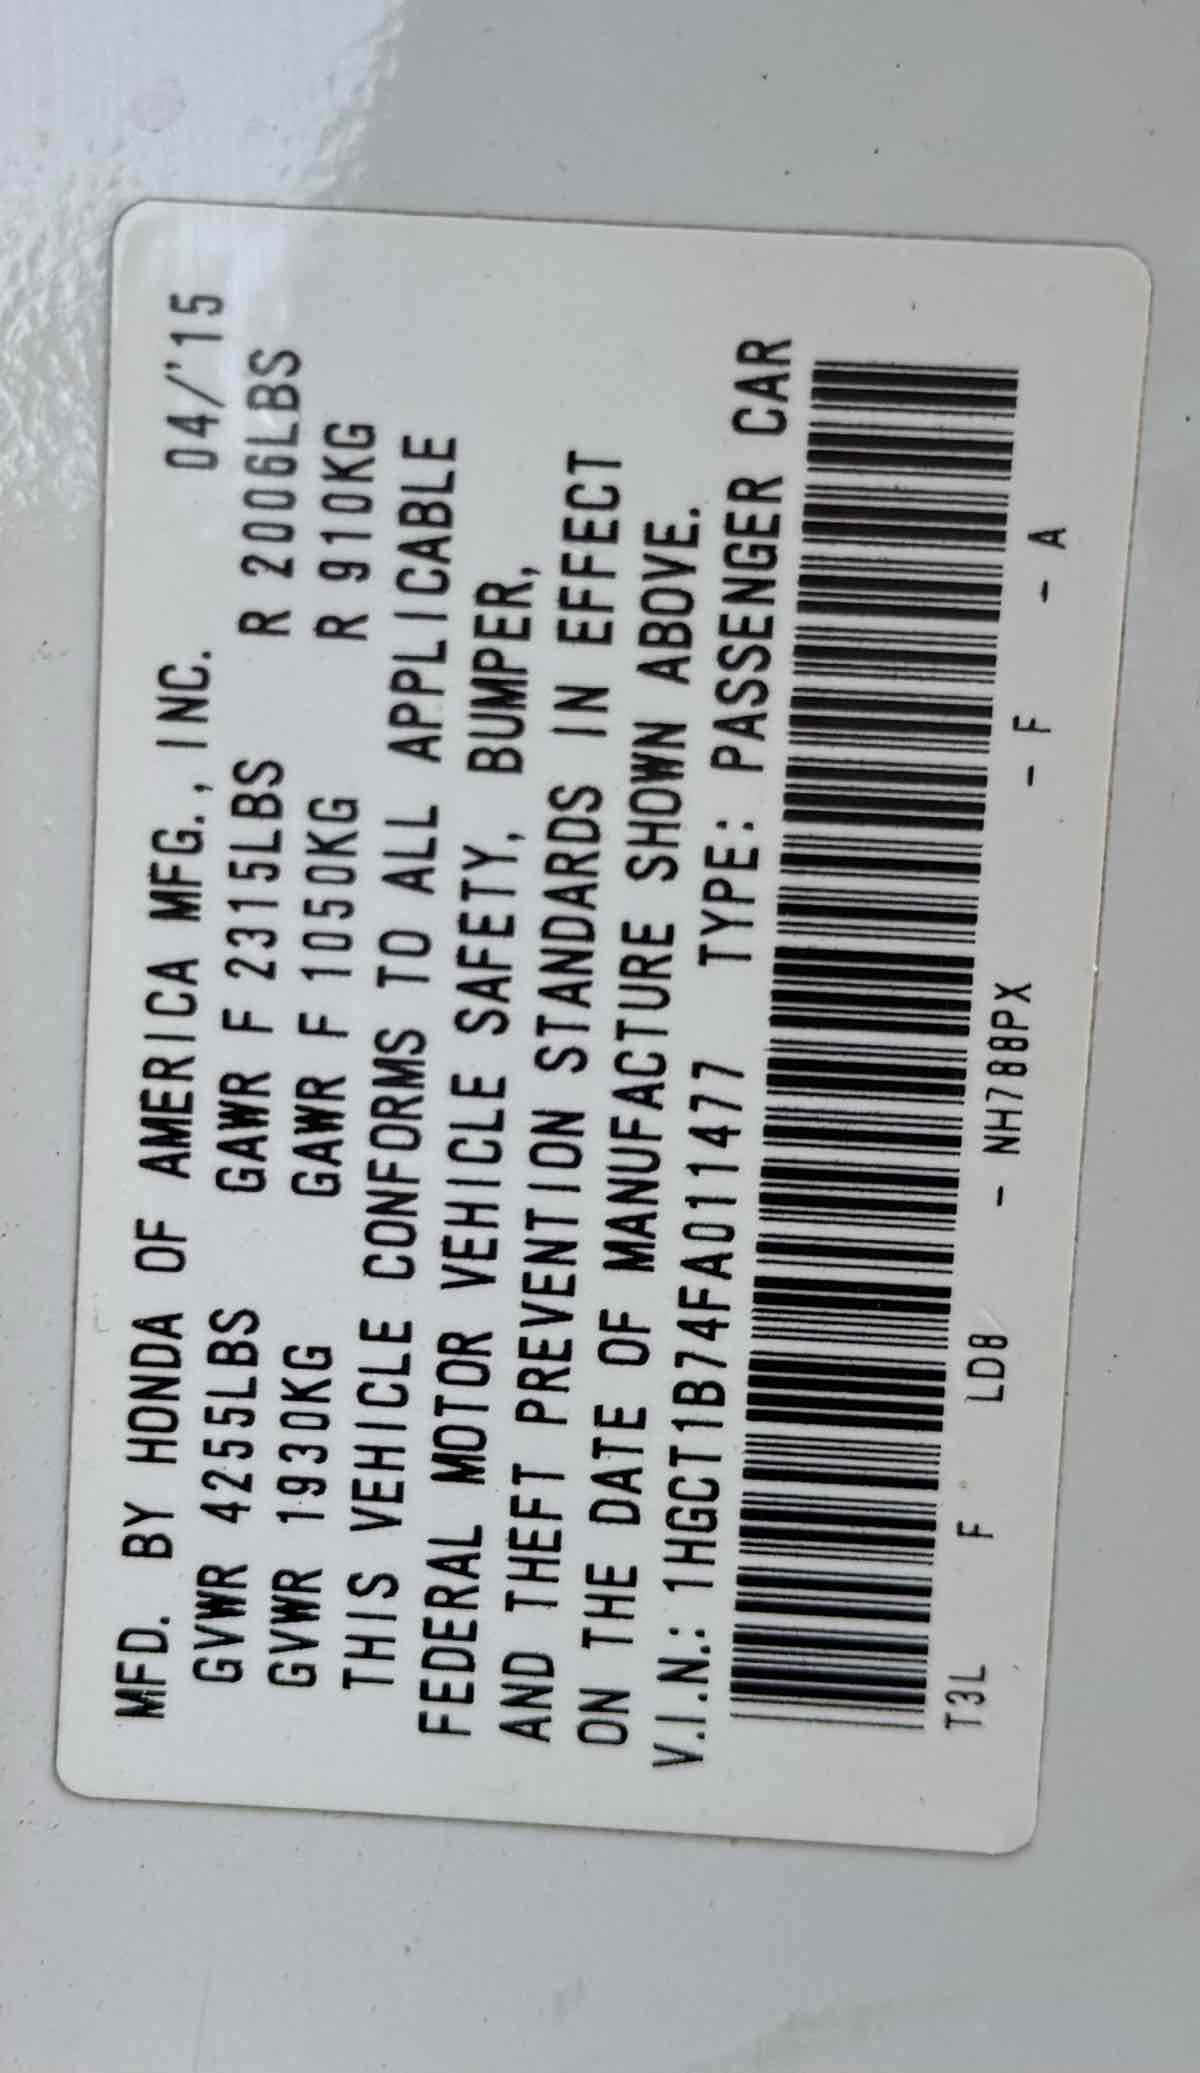 MFD. BY HONDA OF AMERICA MFG., INC. 04/'15
GVWR 4255LBS GAWR F 2315LBS R 2006LBS
GVWR 1930KG GAWR F 1050KG R 910KG
THIS VEHICLE CONFORMS TO ALL APPLICABLE
FEDERAL MOTOR VEHICLE SAFETY, BUMPER,
AND THEFT PREVENTION STANDARDS IN EFFECT
ON THE DATE OF MANUFACTURE SHOWN ABOVE.
V.I.N.: 1HGCT1B74FA011477 TYPE: PASSENGER CAR
T3L F LD8 - NH788PX - F - A